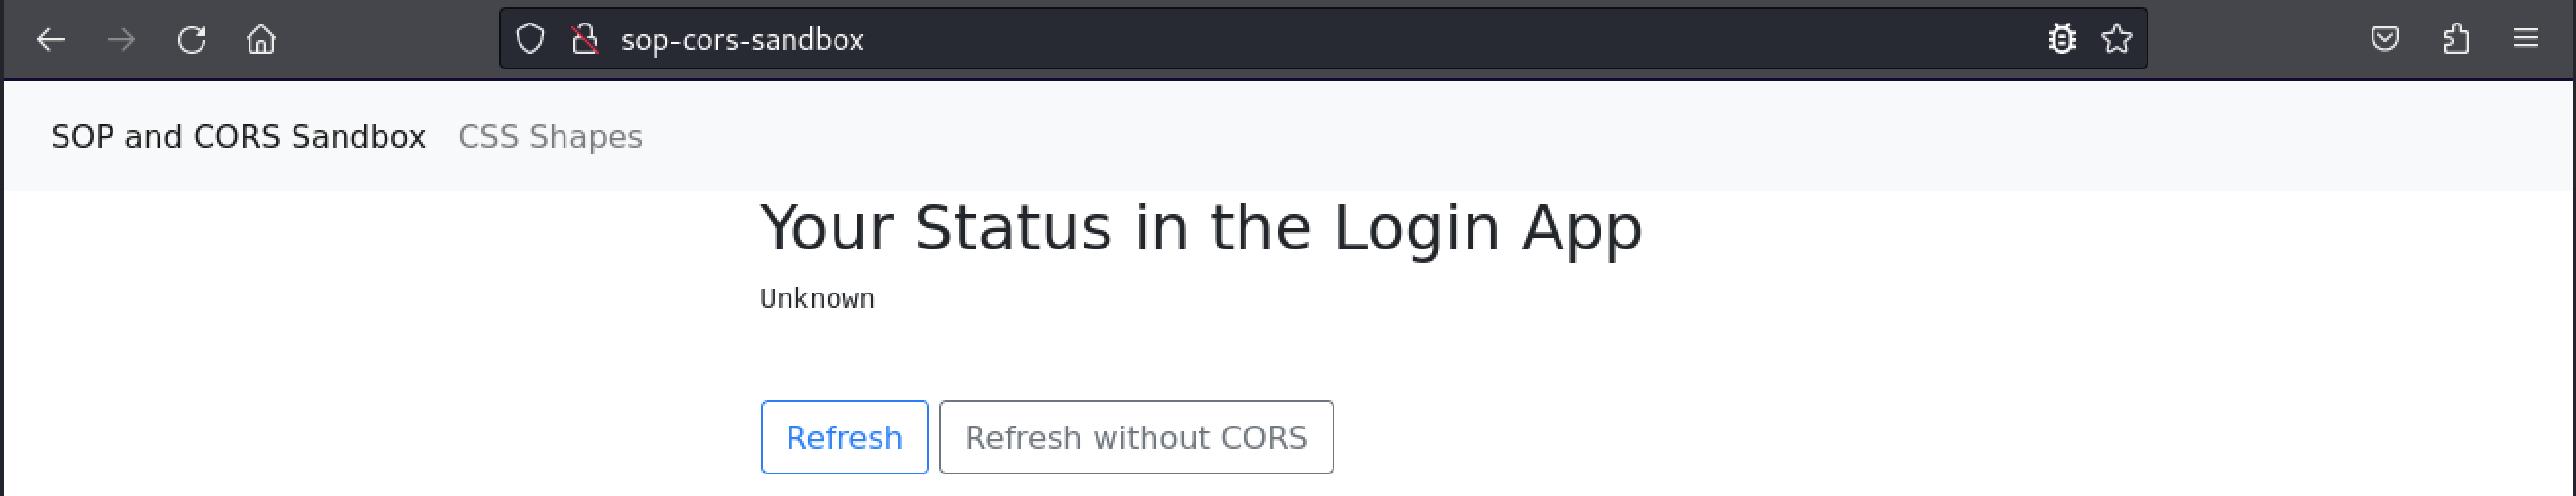 sop-cors-sandbox
SOP and CORS Sandbox CSS Shapes
Your Status in the Login App
Unknown
Refresh Refresh without CORS